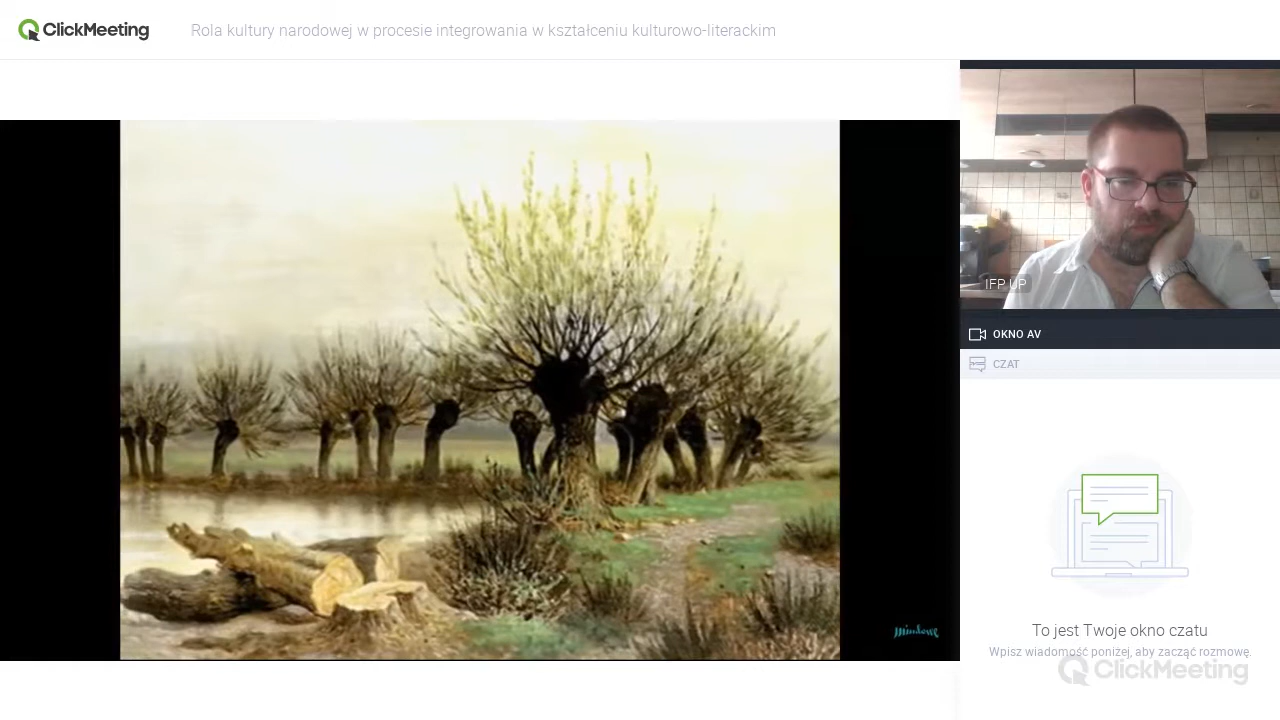 ClickMeeting
Rola kultury narodowej w procesie integrowania w kształceniu kulturowo-literackim
IFP UP
OKNO AV
CZAT
mindowe
To jest Twoje okno czatu
Wpisz wiadomość poniżej, aby zacząć rozmowę.
ClickMeeting